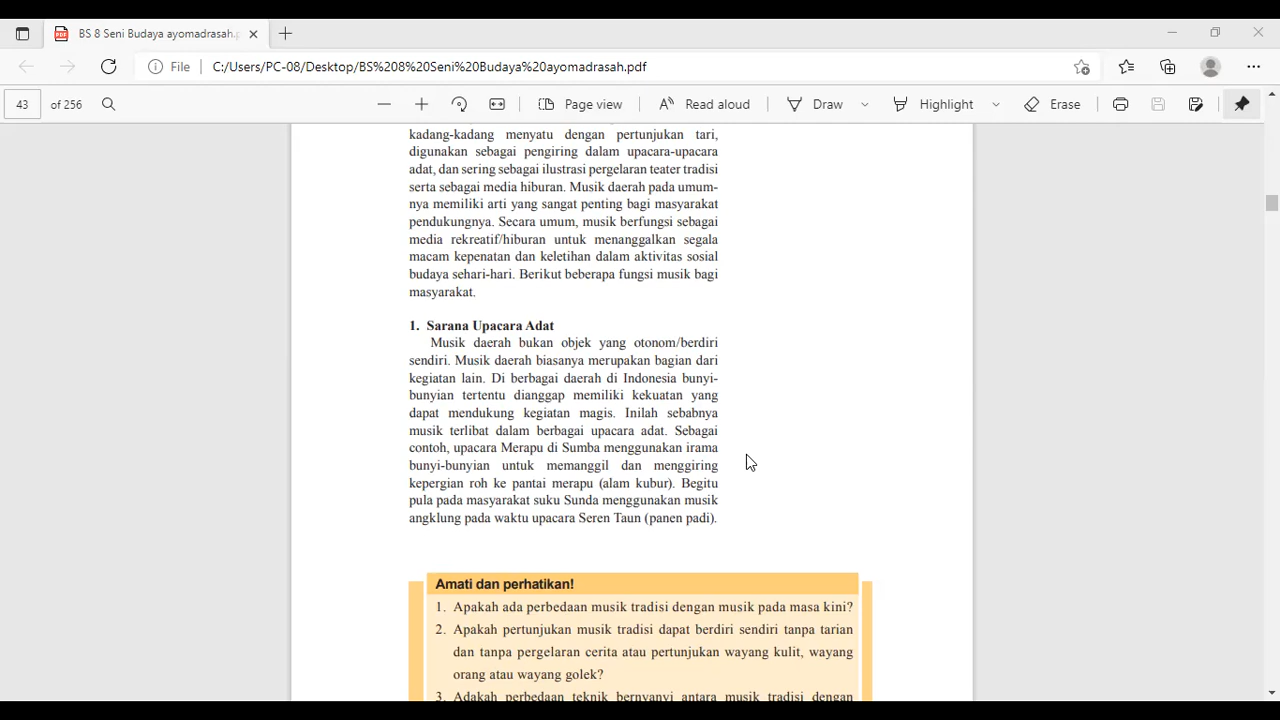 BS 8 Seni Budaya ayomadrasah.p
File C:/Users/PC-08/Desktop/BS%208%20Seni%20Budaya%20ayomadrasah.pdf
43 of 256 Page view Read aloud Draw Highlight Erase
kadang-kadang menyatu dengan pertunjukan tari,
digunakan sebagai pengiring dalam upacara-upacara
adat, dan sering sebagai ilustrasi pergelaran teater tradisi
serta sebagai media hiburan. Musik daerah pada umum-
nya memiliki arti yang sangat penting bagi masyarakat
pendukungnya. Secara umum, musik berfungsi sebagai
media rekreatif/hiburan untuk menanggalkan segala
macam kepenatan dan keletihan dalam aktivitas sosial
budaya sehari-hari. Berikut beberapa fungsi musik bagi
masyarakat.
1. Sarana Upacara Adat
Musik daerah bukan objek yang otonom/berdiri
sendiri. Musik daerah biasanya merupakan bagian dari
kegiatan lain. Di berbagai daerah di Indonesia bunyi-
bunyian tertentu dianggap memiliki kekuatan yang
dapat mendukung kegiatan magis. Inilah sebabnya
musik terlibat dalam berbagai upacara adat. Sebagai
contoh, upacara Merapu di Sumba menggunakan irama
bunyi-bunyian untuk memanggil dan menggiring
kepergian roh ke pantai merapu (alam kubur). Begitu
pula pada masyarakat suku Sunda menggunakan musik
angklung pada waktu upacara Seren Taun (panen padi).
Amati dan perhatikan!
1. Apakah ada perbedaan musik tradisi dengan musik pada masa kini?
2. Apakah pertunjukan musik tradisi dapat berdiri sendiri tanpa tarian
dan tanpa pergelaran cerita atau pertunjukan wayang kulit, wayang
orang atau wayang golek?
3. Adakah perbedaan teknik bernyanyi antara musik tradisi dengan